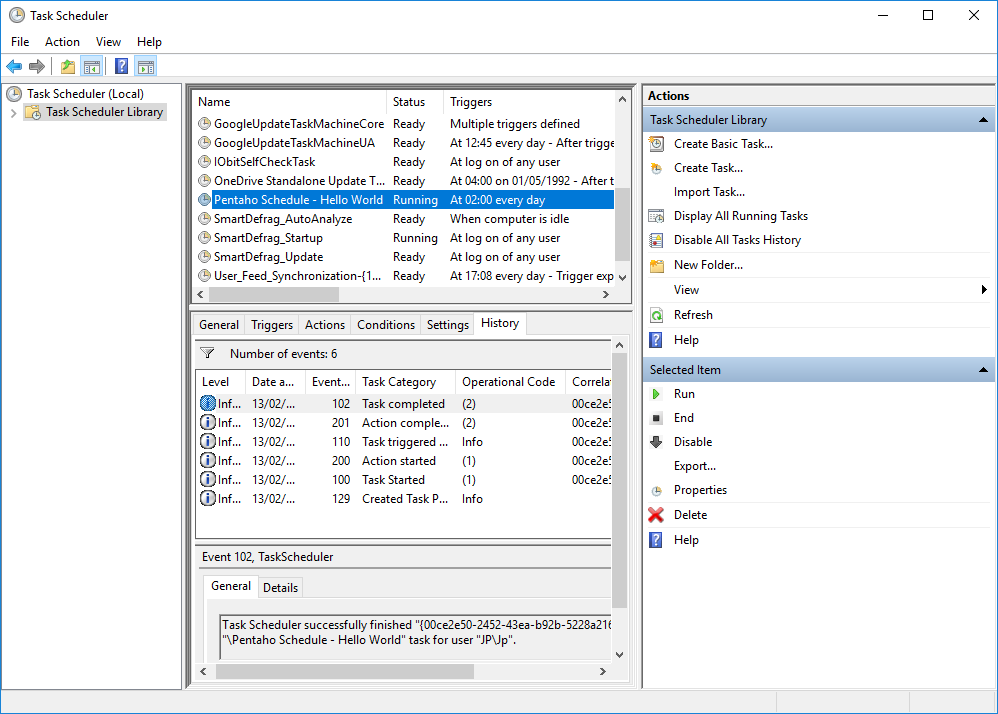 Task Scheduler
File Action View Help
Task Scheduler (Local)
Task Scheduler Library
Name Status Triggers
GoogleUpdateTaskMachineCore Ready Multiple triggers defined
GoogleUpdateTaskMachineUA Ready At 12:45 every day - After trigge
IObitSelfCheckTask Ready At log on of any user
OneDrive Standalone Update T... Ready At 04:00 on 01/05/1992 - After t
Pentaho Schedule - Hello World Running At 02:00 every day
SmartDefrag_AutoAnalyze Ready When computer is idle
SmartDefrag_Startup Running At log on of any user
SmartDefrag_Update Ready At log on of any user
User_Feed_Synchronization-{1... Ready At 17:08 every day - Trigger exp
General Triggers Actions Conditions Settings History
Number of events: 6
Level Date a... Event... Task Category Operational Code Correla
Inf... 13/02/... 102 Task completed (2) 00ce2e5
Inf... 13/02/... 201 Action comple... (2) 00ce2e5
Inf... 13/02/... 110 Task triggered ... Info 00ce2e5
Inf... 13/02/... 200 Action started (1) 00ce2e5
Inf... 13/02/... 100 Task Started (1) 00ce2e5
Inf... 13/02/... 129 Created Task P... Info
Event 102, TaskScheduler
General Details
Task Scheduler successfully finished "{00ce2e50-2452-43ea-b92b-5228a216
"\Pentaho Schedule - Hello World" task for user "JP\Jp".
Actions
Task Scheduler Library
Create Basic Task...
Create Task...
Import Task...
Display All Running Tasks
Disable All Tasks History
New Folder...
View
Refresh
Help
Selected Item
Run
End
Disable
Export...
Properties
Delete
Help